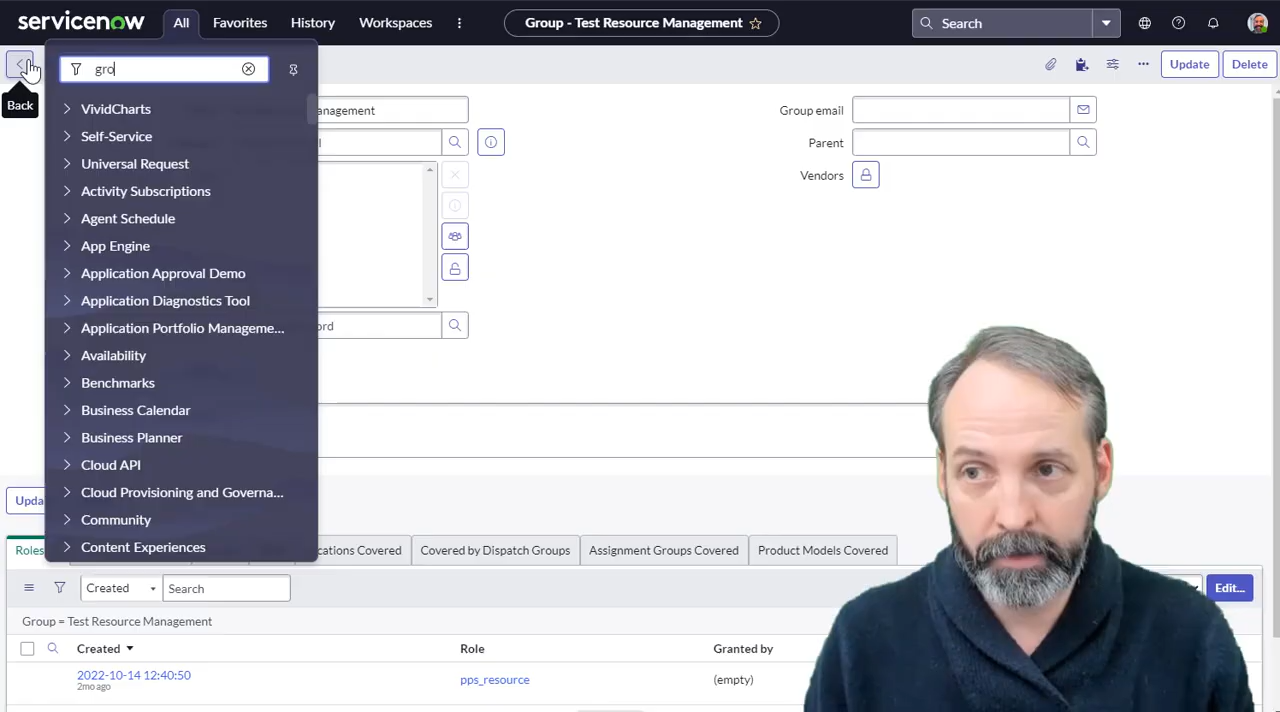 servicenow All Favorites History Workspaces Group - Test Resource Management Search
gro
Back
Update Delete
VividCharts
Self-Service
Universal Request
Activity Subscriptions
Agent Schedule
App Engine
Application Approval Demo
Application Diagnostics Tool
Application Portfolio Manageme...
Availability
Benchmarks
Business Calendar
Business Planner
Cloud API
Cloud Provisioning and Governa...
Community
Content Experiences
anagement
l
ord
Group email
Parent
Vendors
Upda
Roles ications Covered Covered by Dispatch Groups Assignment Groups Covered Product Models Covered
Created Search Edit...
Group = Test Resource Management
Created Role Granted by
2022-10-14 12:40:50 pps_resource (empty)
2mo ago